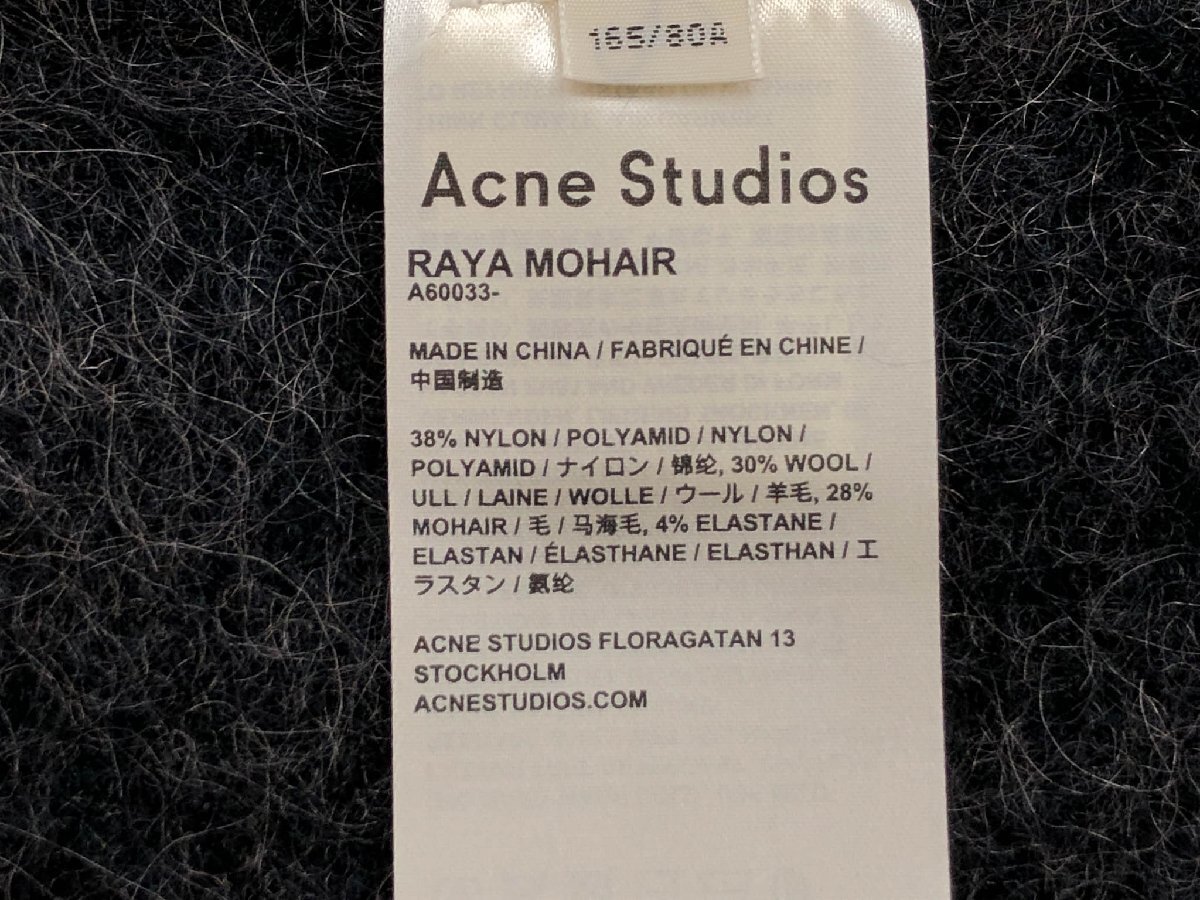 165/80A
Acne Studios
RAYA MOHAIR
A60033-
MADE IN CHINA / FABRIQUÉ EN CHINE /
中国制造
38% NYLON / POLYAMID / NYLON /
POLYAMID / ナイロン / 锦纶, 30% WOOL /
ULL / LAINE / WOLLE / ウール / 羊毛, 28%
MOHAIR / 毛 / 马海毛, 4% ELASTANE /
ELASTAN / ÉLASTHANE / ELASTHAN / エ
ラスタン / 氨纶
ACNE STUDIOS FLORAGATAN 13
STOCKHOLM
ACNESTUDIOS.COM